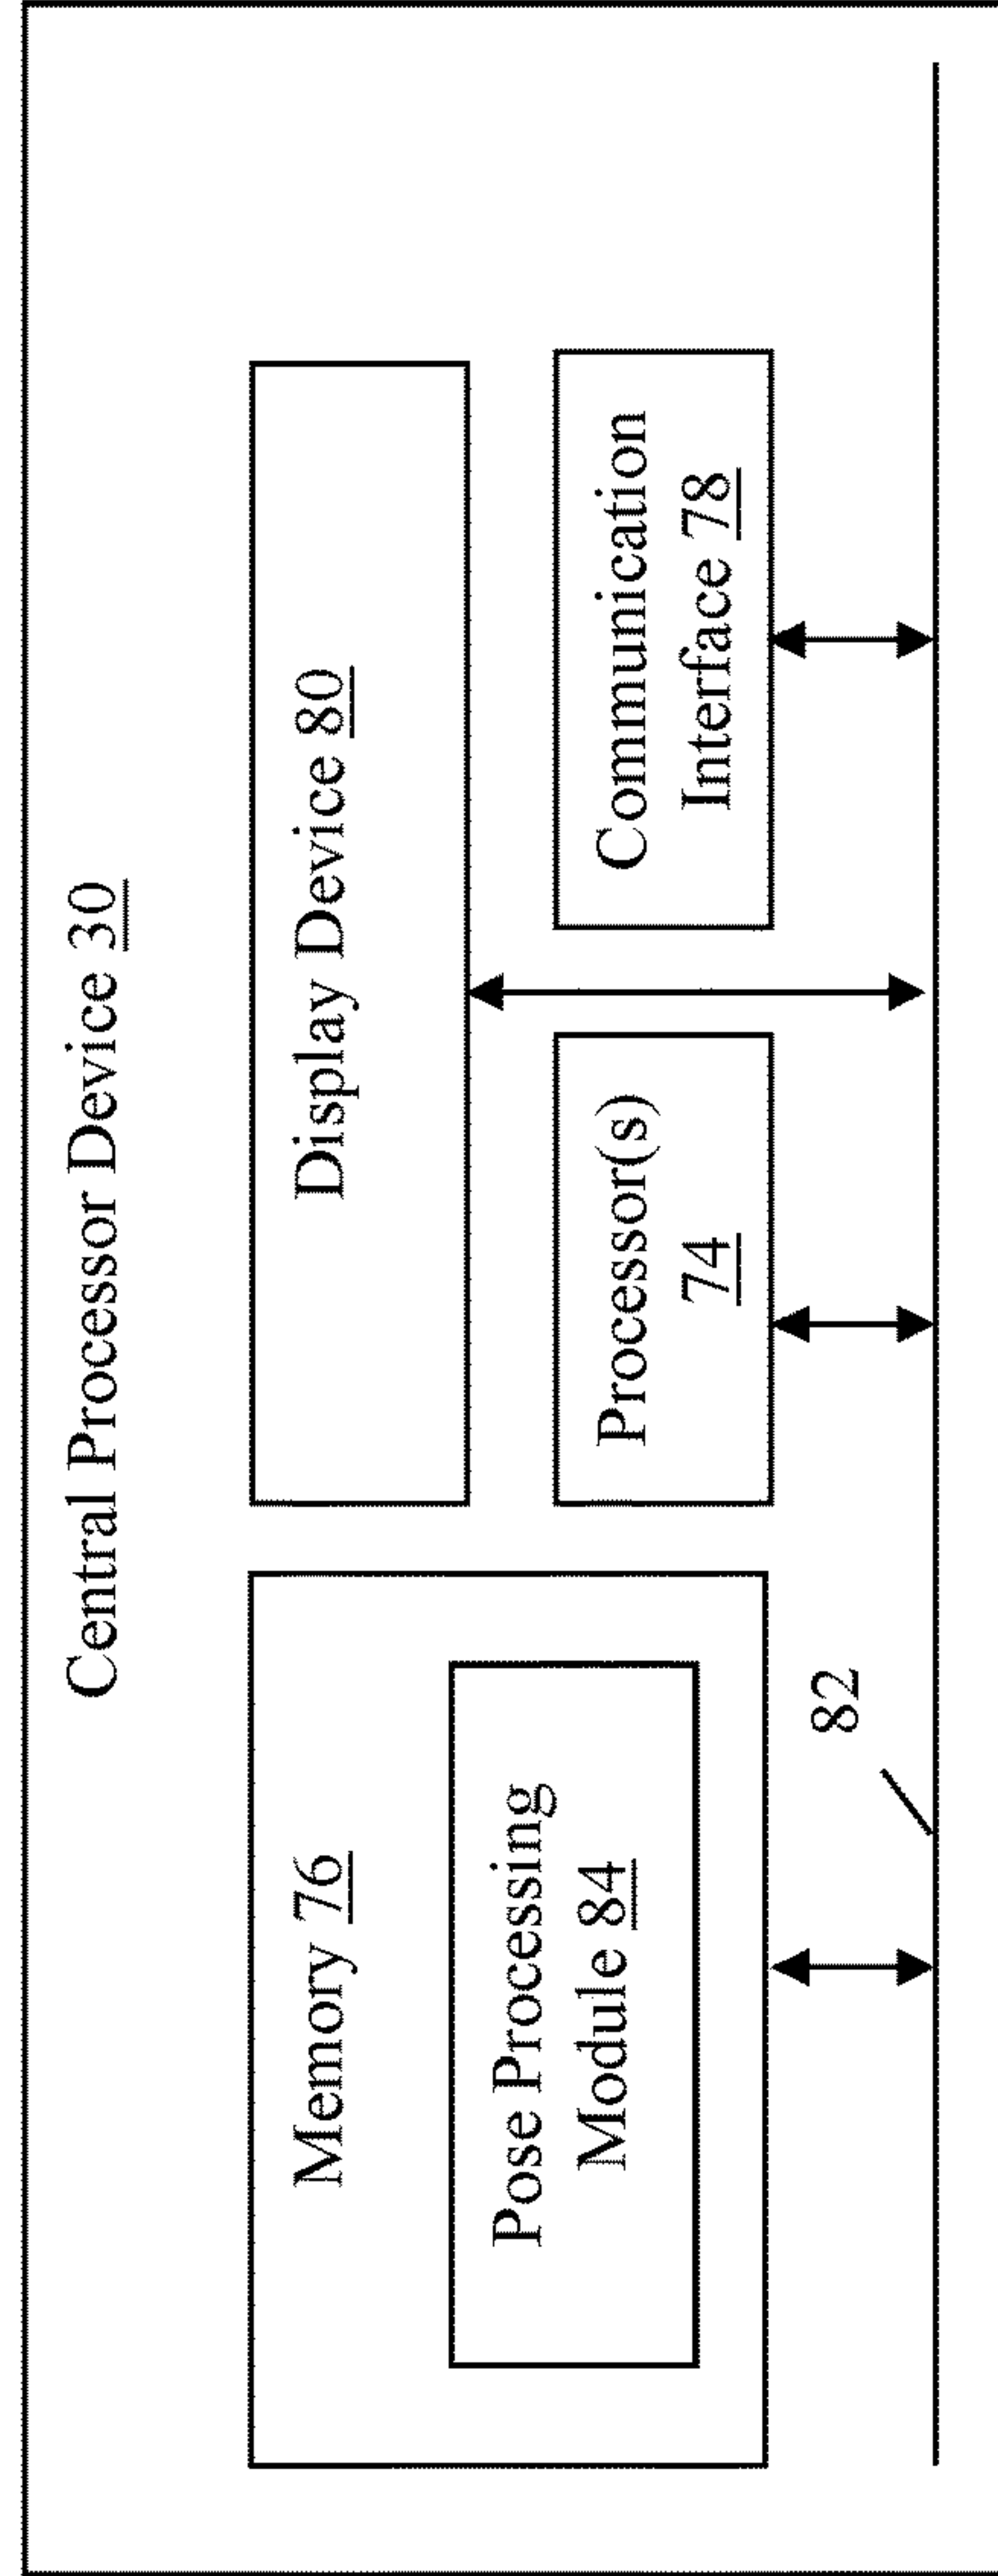 Central Processor Device 30
Memory 76
Pose Processing
Module 84
Display Device 80
Processor(s)
74
Communication
Interface 78
82